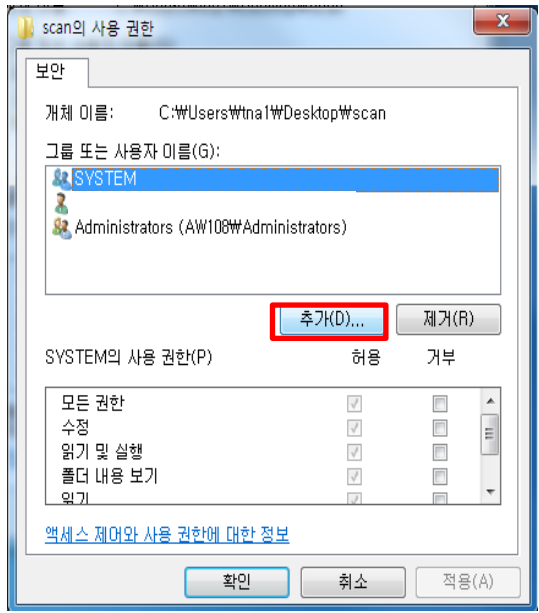 scan의 사용 권한
보안
개체 이름: C:₩Users₩tna1₩Desktop₩scan
그룹 또는 사용자 이름(G):
SYSTEM
Administrators (AW108₩Administrators)
추가(D)... 제거(R)
SYSTEM의 사용 권한(P) 허용 거부
모든 권한
수정
읽기 및 실행
폴더 내용 보기
읽기
액세스 제어와 사용 권한에 대한 정보
확인 취소 적용(A)